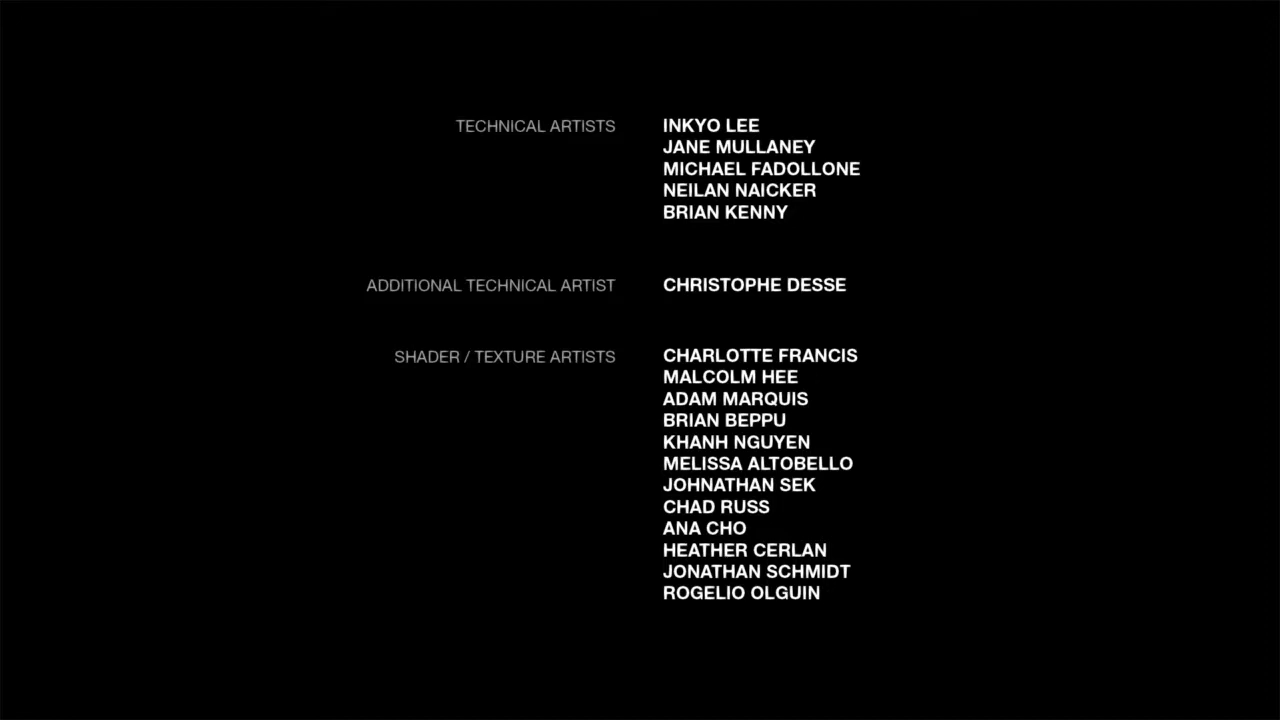 TECHNICAL ARTISTS INKYO LEE
JANE MULLANEY
MICHAEL FADOLLONE
NEILAN NAICKER
BRIAN KENNY
ADDITIONAL TECHNICAL ARTIST CHRISTOPHE DESSE
SHADER / TEXTURE ARTISTS CHARLOTTE FRANCIS
MALCOLM HEE
ADAM MARQUIS
BRIAN BEPPU
KHANH NGUYEN
MELISSA ALTOBELLO
JOHNATHAN SEK
CHAD RUSS
ANA CHO
HEATHER CERLAN
JONATHAN SCHMIDT
ROGELIO OLGUIN